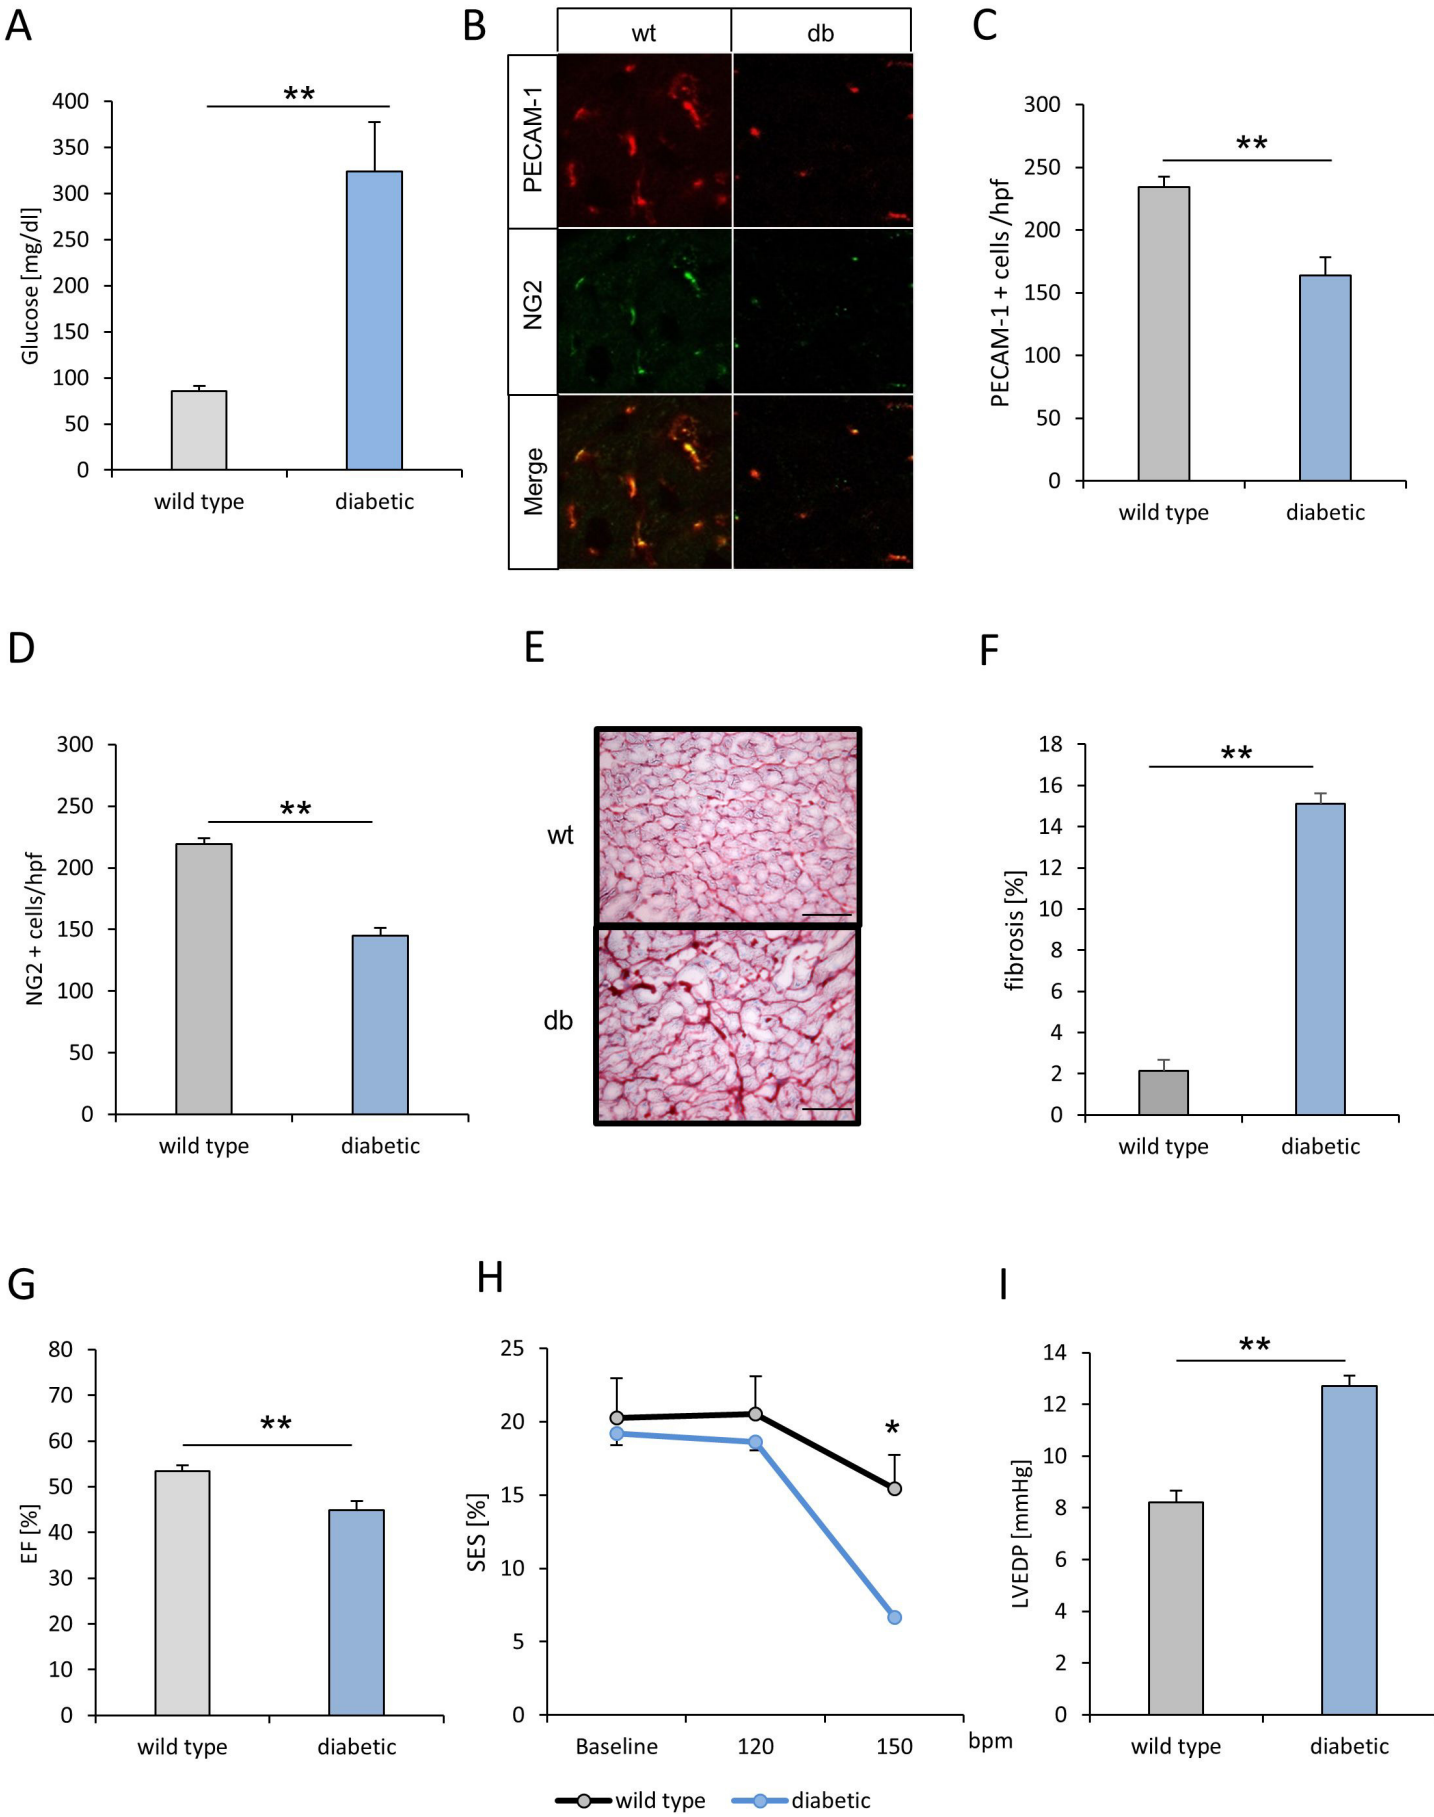 A
**
400
350
300
250
200
150
100
50
0
Glucose [mg/dl]
wild type
diabetic
B
wt
db
PECAM-1
NG2
Merge
C
**
300
250
200
150
100
50
0
PECAM-1 + cells /hpf
wild type
diabetic
D
**
300
250
200
150
100
50
0
NG2 + cells/hpf
wild type
diabetic
E
wt
db
F
**
18
16
14
12
10
8
6
4
2
0
fibrosis [%]
wild type
diabetic
G
**
80
70
60
50
40
30
20
10
0
EF [%]
wild type
diabetic
H
*
25
20
15
10
5
0
SES [%]
Baseline
120
150
bpm
wild type
diabetic
I
**
14
12
10
8
6
4
2
0
LVEDP [mmHg]
wild type
diabetic